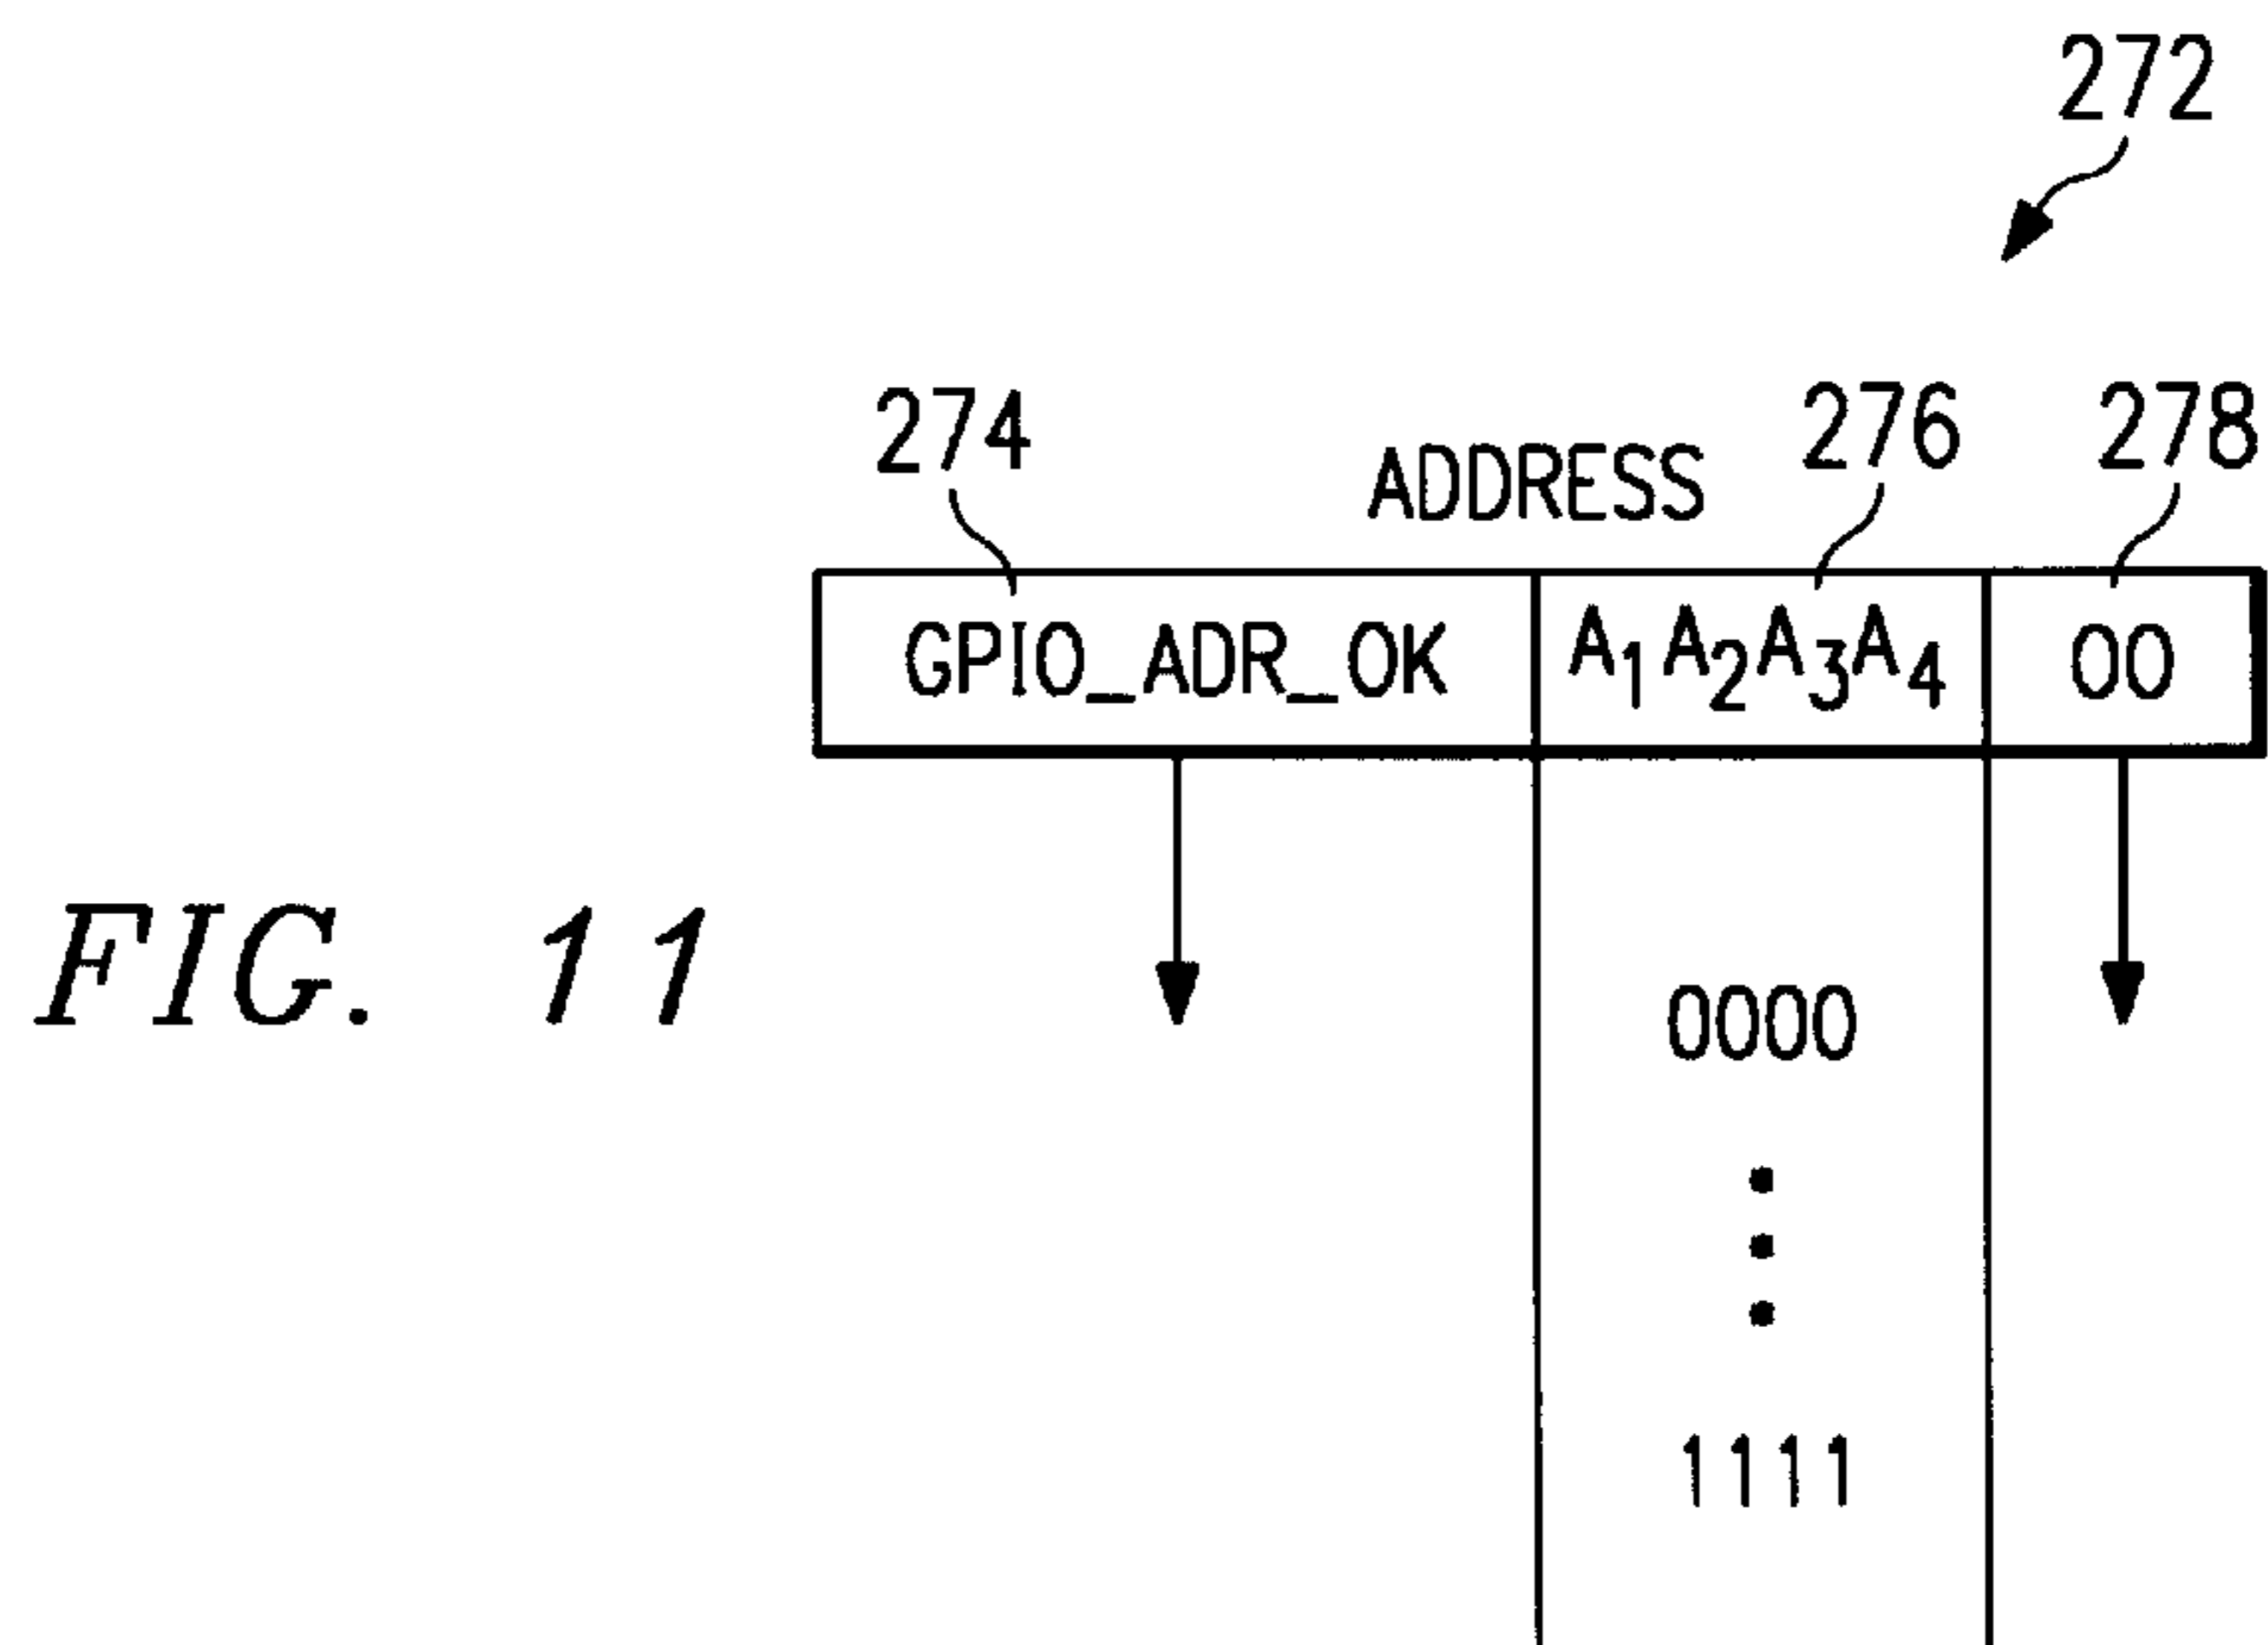 272
274 ADDRESS 276 278
GPIO_ADR_OK A₁A₂A₃A₄ 00
FIG. 11
0000
1111